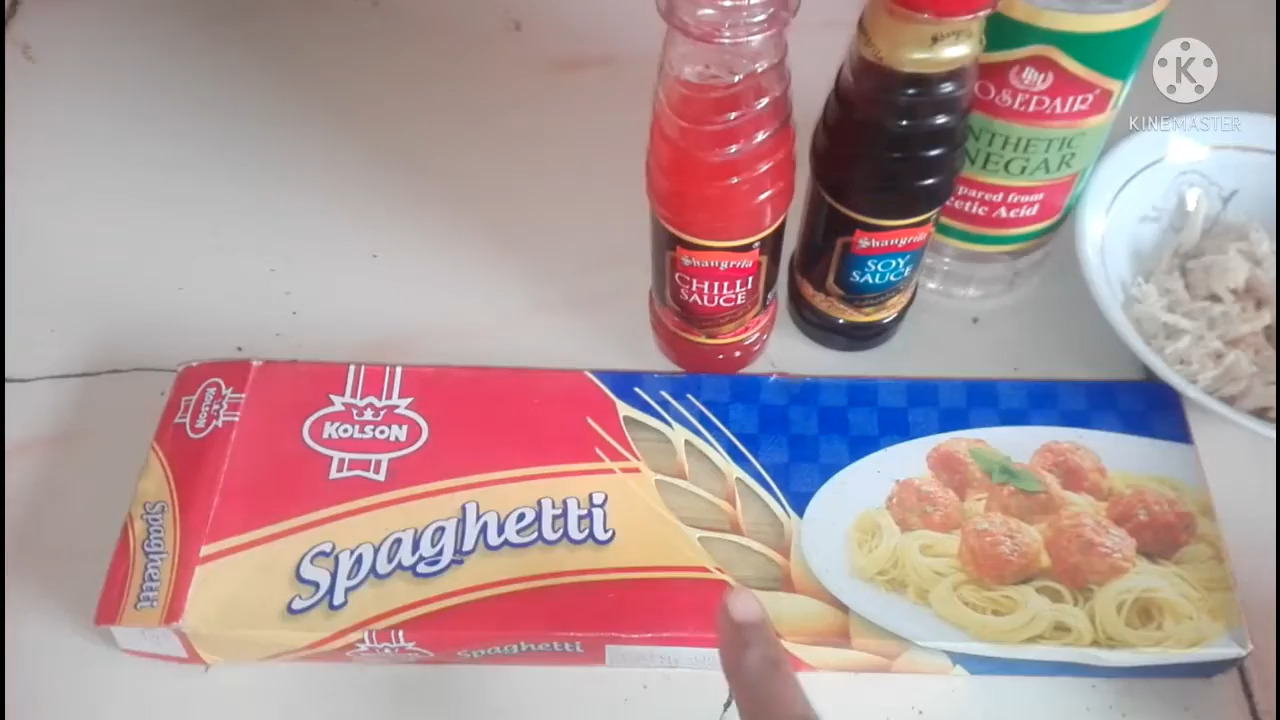 K
KINEMASTER
OSEPAIR
NTHETIC
NEGAR
pared from
cetic Acid
Shangrila
SOY
SAUCE
Shangrila
CHILLI
SAUCE
KOLSON
KOLSON
Spaghetti
Spaghetti
Spaghetti